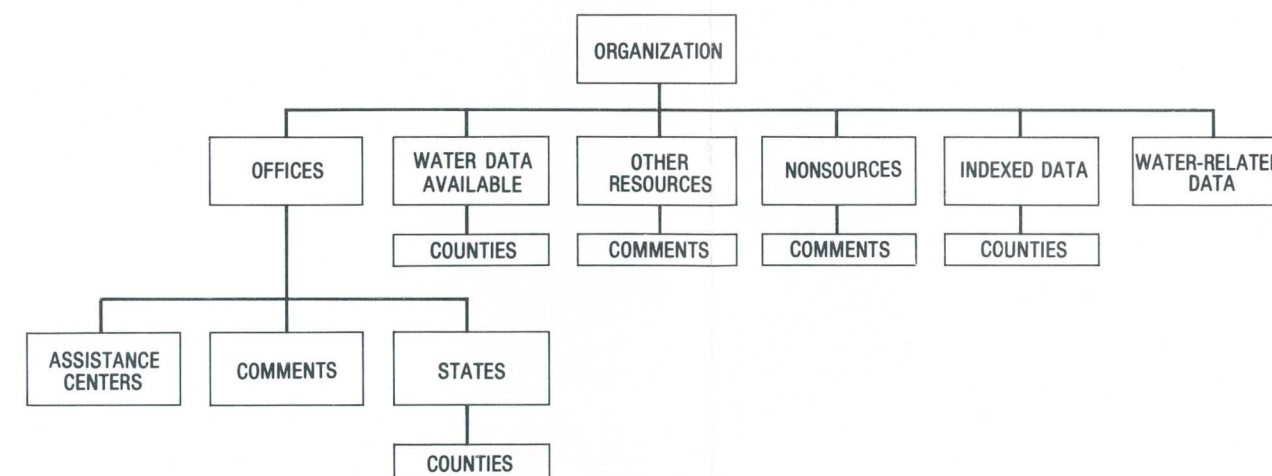 ORGANIZATION
OFFICES
WATER DATA
AVAILABLE
OTHER
RESOURCES
NONSOURCES
INDEXED DATA
WATER-RELATED
DATA
COUNTIES
COMMENTS
COMMENTS
COUNTIES
ASSISTANCE
CENTERS
COMMENTS
STATES
COUNTIES